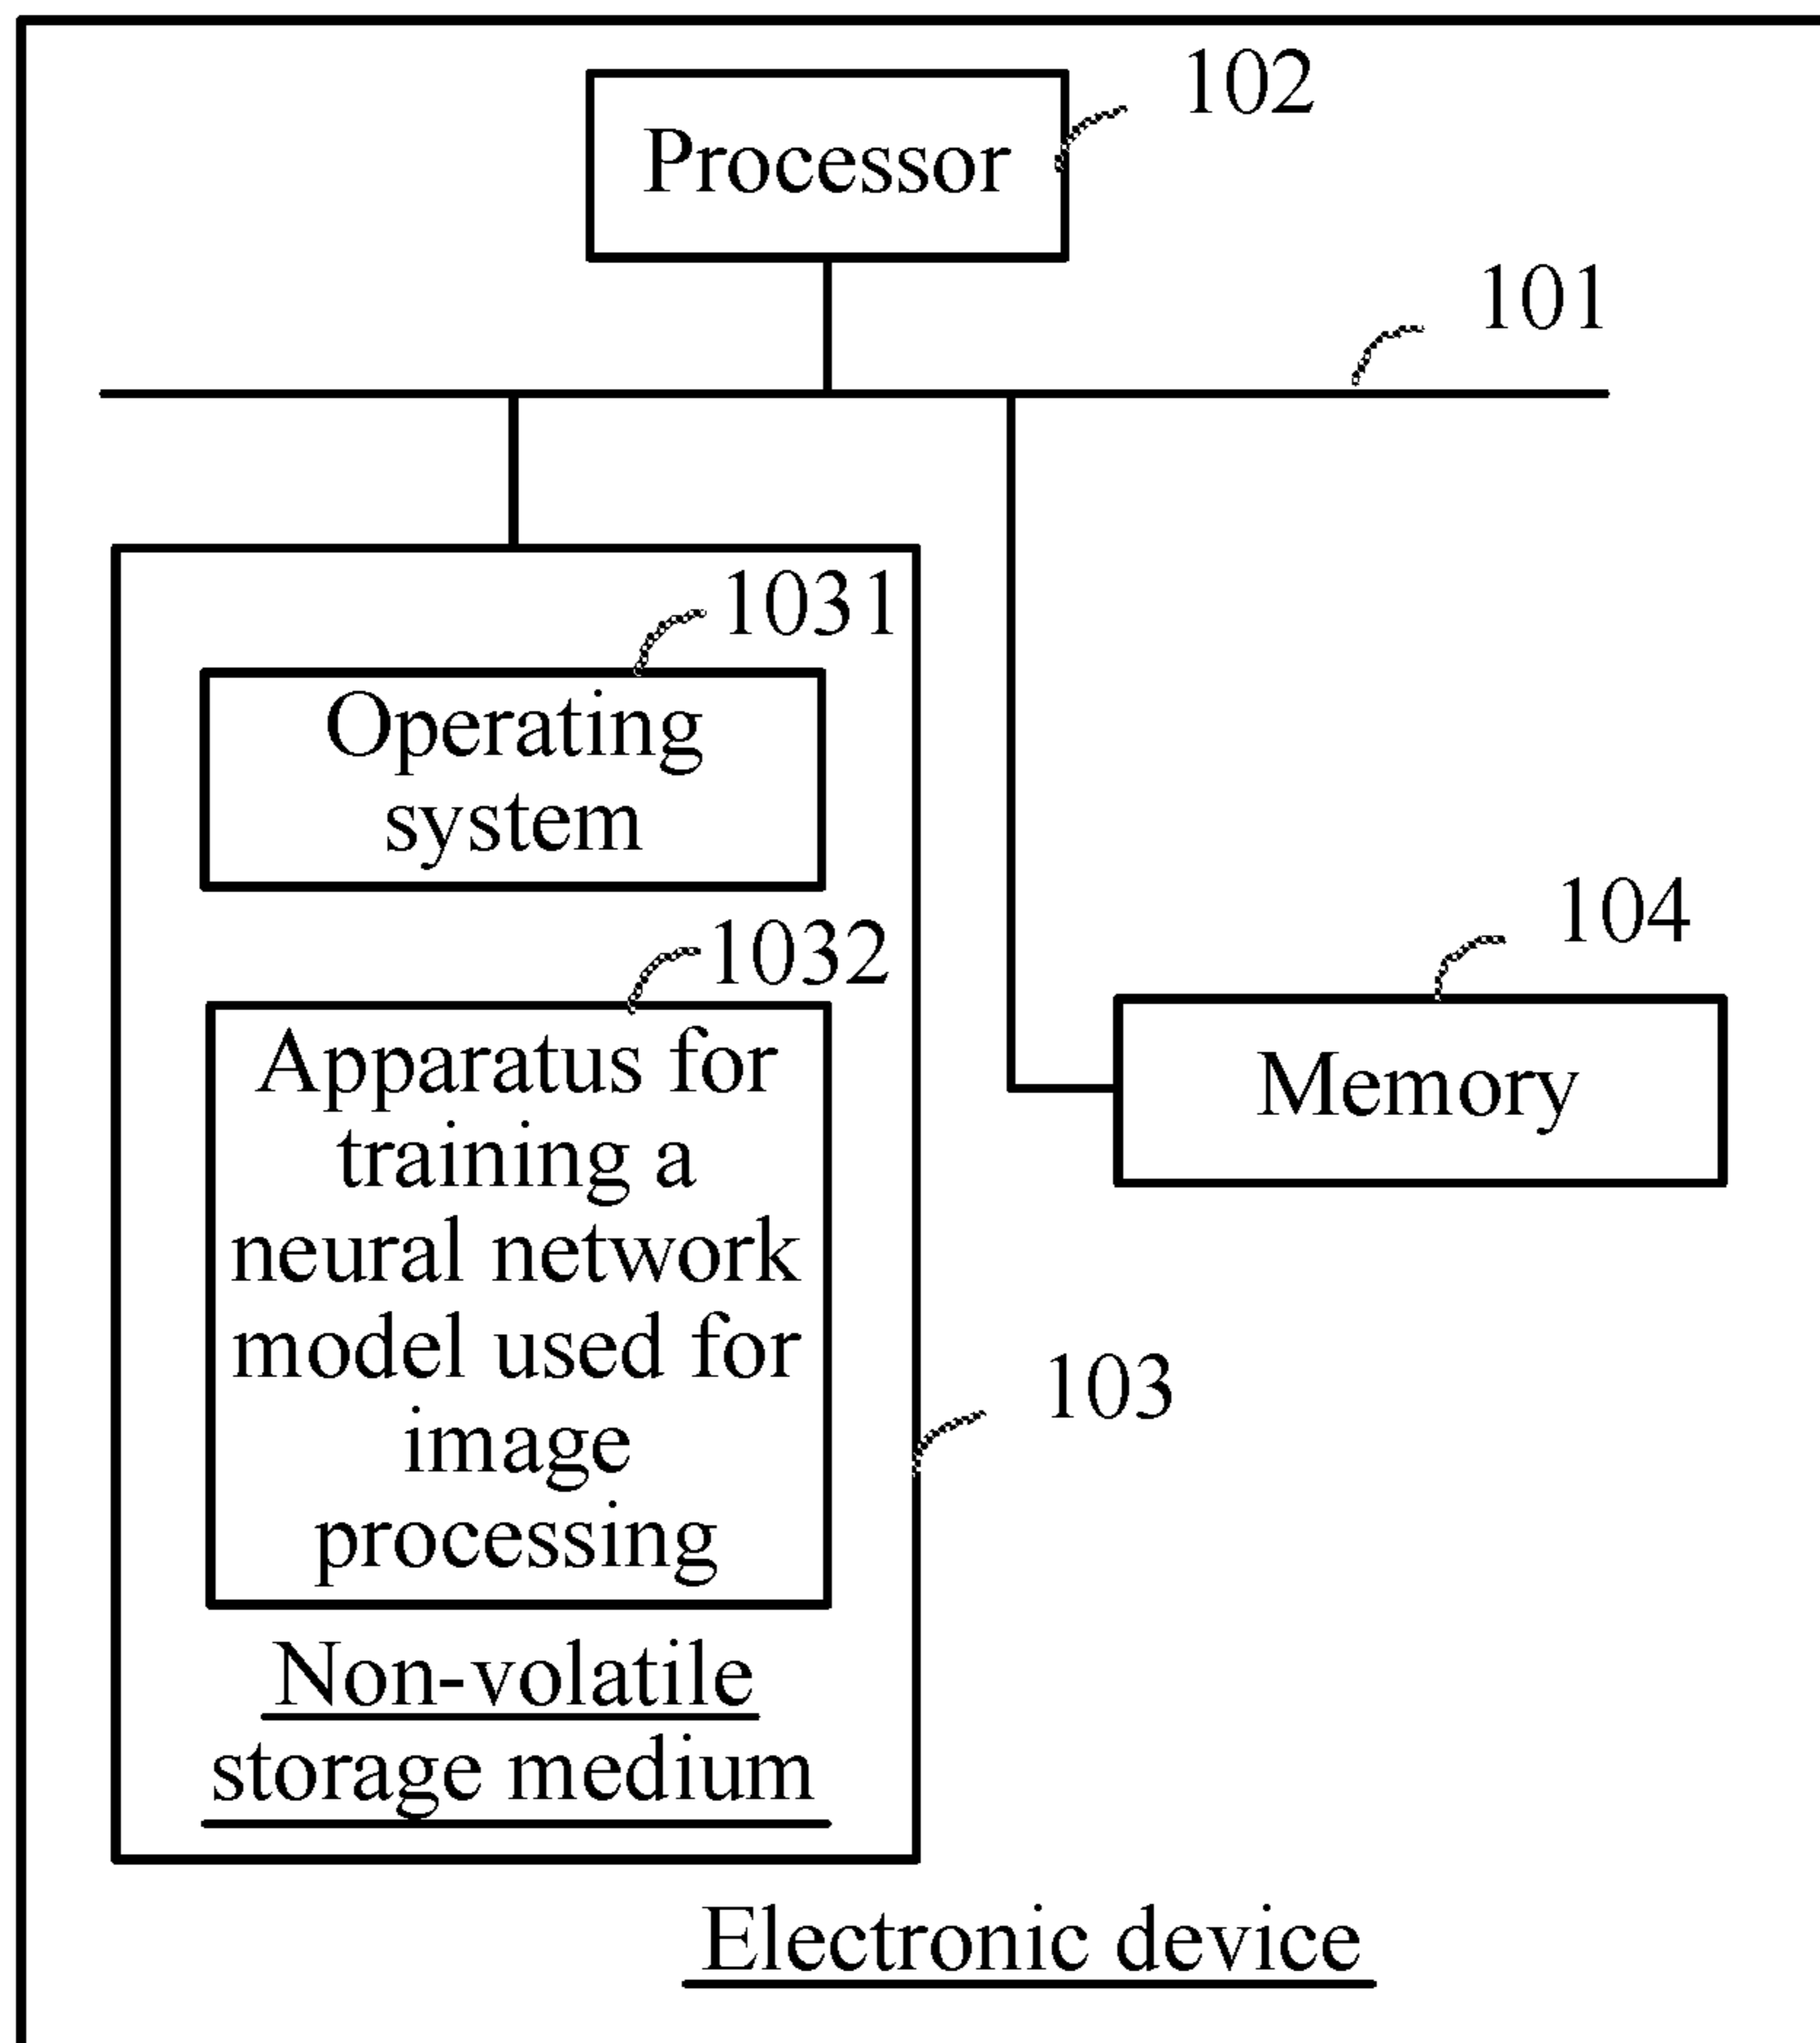 102
Processor
101
1031
Operating
system
1032
Apparatus for
training a
neural network
model used for
image
processing
104
Memory
103
Non-volatile
storage medium
Electronic device